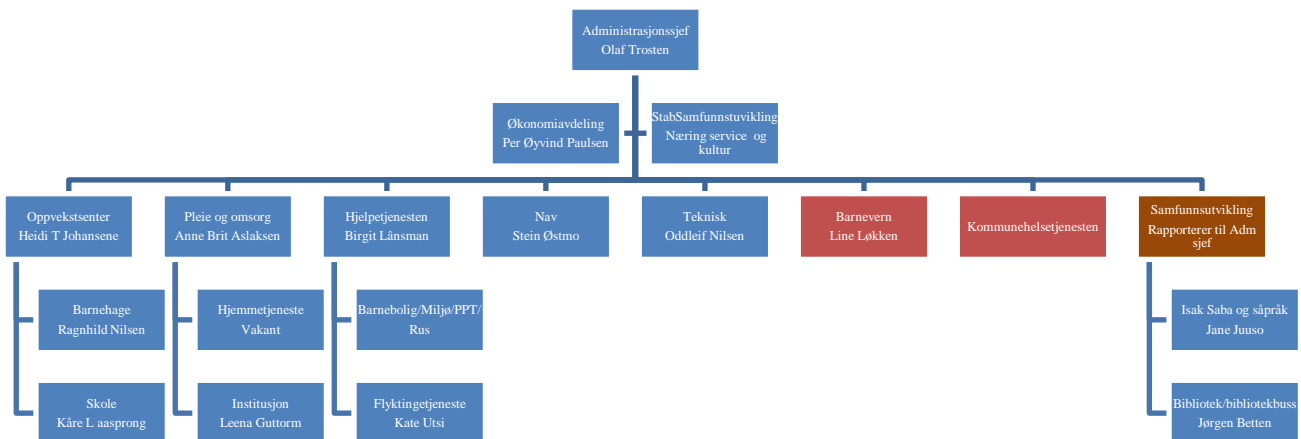 Administrasjonssjef
Olaf Trosten
Økonomiavdeling
Per Øyvind Paulsen
StabSamfunnstuvikling
Næring service og
kultur
Oppvekstsenter
Heidi T Johansene
Pleie og omsorg
Anne Brit Aslaksen
Hjelpetjenesten
Birgit Lânsman
Nav
Stein Østmo
Teknisk
Oddleif Nilsen
Barnevern
Line Løkken
Kommunehelsetjenesten
Samfunnsutvikling
Rapporterer til Adm
sjef
Barnehage
Ragnhild Nilsen
Hjemmetjeneste
Vakant
Barnebolig/Miljø/PPT/
Rus
Isak Saba og såpråk
Jane Juuso
Skole
Kåre L aasprong
Institusjon
Leena Guttorm
Flyktingetjeneste
Kate Utsi
Bibliotek/bibliotekbuss
Jørgen Betten